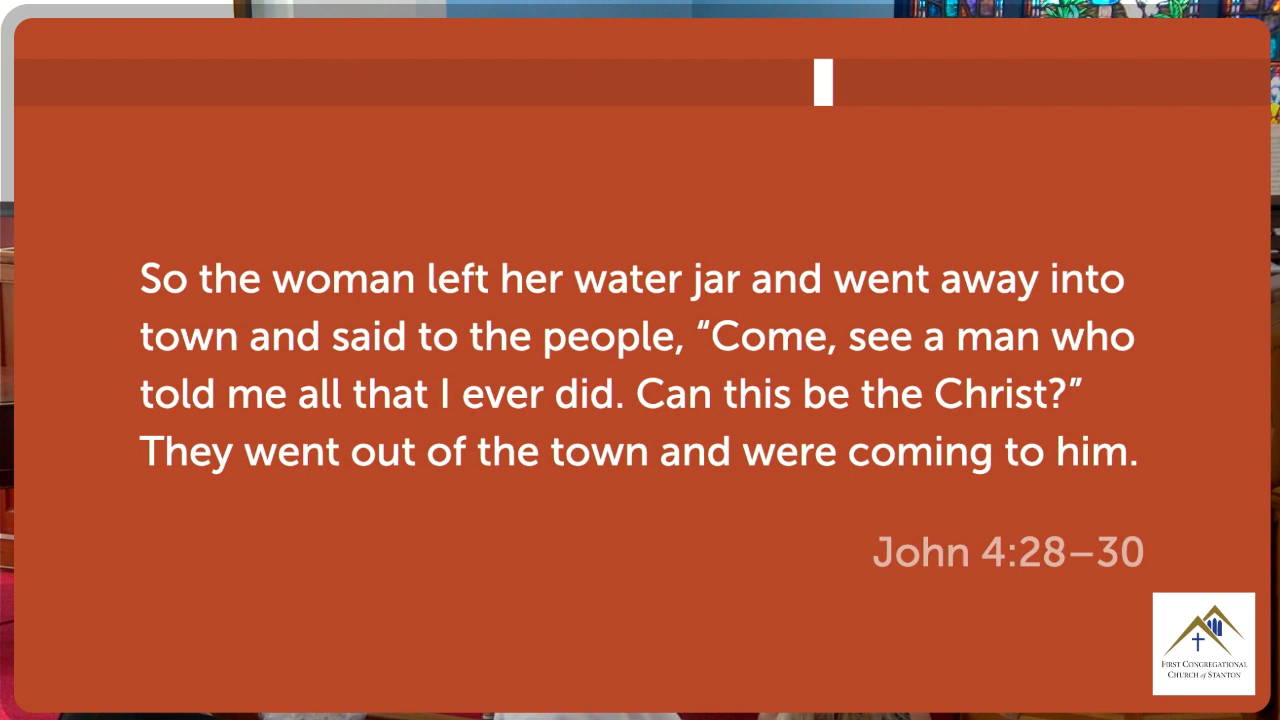 So the woman left her water jar and went away into
town and said to the people, “Come, see a man who
told me all that I ever did. Can this be the Christ?”
They went out of the town and were coming to him.
John 4:28–30
First Congregational
Church of Stanton